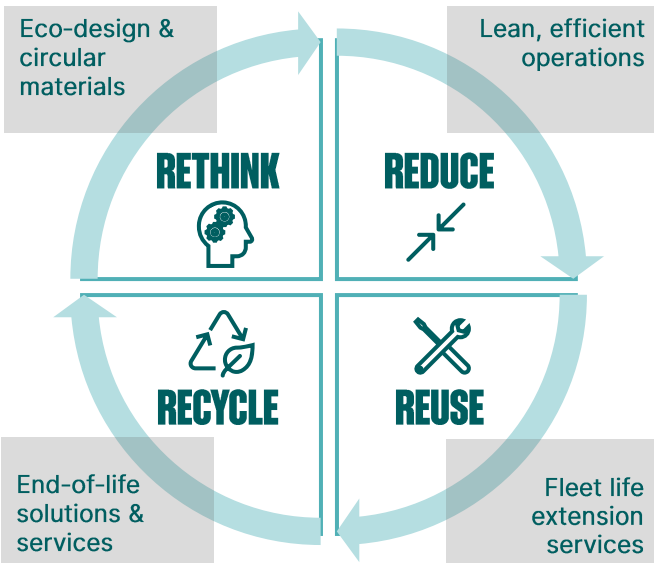 Eco-design &
circular
materials
Lean, efficient
operations
RETHINK
REDUCE
RECYCLE
REUSE
End-of-life
solutions &
services
Fleet life
extension
services